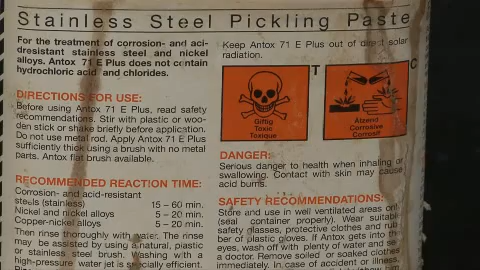 Stainless Steel Pickling Paste
For the treatment of corrosion- and aci-
dresistant stainless steel and nickel
alloys. Antox 71 E Plus does not contain
hydrochloric acid and chlorides.
DIRECTIONS FOR USE:
Before using Antox 71 E Plus, read safety
recommendations. Stir with plastic or woo-
den stick or shake briefly before application.
Do not use metal rod. Apply Antox 71 E Plus
sufficiently thick using a brush with no metal
parts. Antox flat brush available.
RECOMMENDED REACTION TIME:
Corrosion- and acid-resistant
steels (stainless) 15 – 60 min.
Nickel and nickel alloys 5 – 20 min.
Copper-nickel alloys 5 – 20 min.
Then rinse thoroughly with water. The rinse
may be assisted by using a natural, plastic
or stainless steel brush. Washing with a
high-pressure water jet is specially efficient.
Keep Antox 71 E Plus out of direct solar
radiation.
T
Giftig
Toxic
Toxique
C
Ätzend
Corrosive
Corrosif
DANGER:
Serious danger to health when inhaling or
swallowing. Contact with skin may cause
acid burns.
SAFETY RECOMMENDATIONS:
Store and use in well ventilated areas only
(seal container properly). Wear suitable
safety glasses, protective clothes and rub-
ber or plastic gloves. If Antox gets into the
eyes, wash off with plenty of water and see
a doctor. Remove soiled or soaked clothes
immediately. In case of accident or illness,